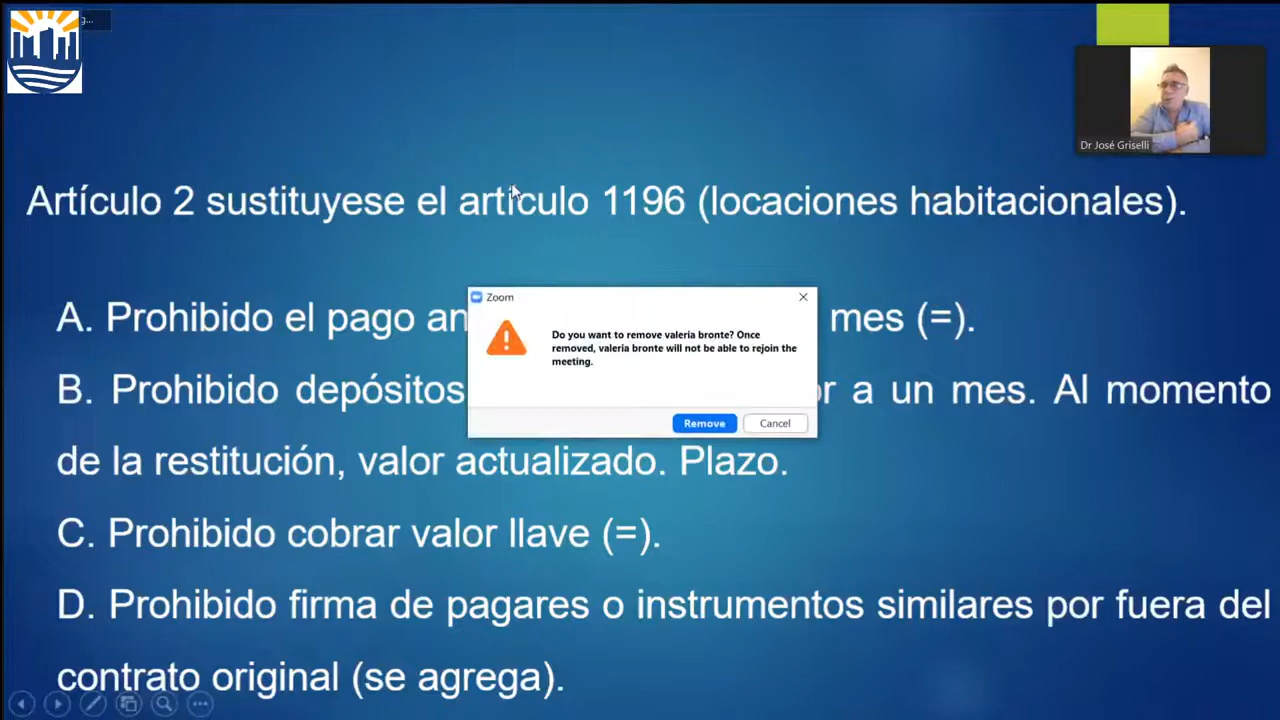 g...
Dr José Griselli
Artículo 2 sustituyese el artículo 1196 (locaciones habitacionales).
A. Prohibido el pago an mes (=).
B. Prohibido depósitos r a un mes. Al momento
de la restitución, valor actualizado. Plazo.
C. Prohibido cobrar valor llave (=).
D. Prohibido firma de pagares o instrumentos similares por fuera del
contrato original (se agrega).
Zoom
Do you want to remove valeria bronte? Once
removed, valeria bronte will not be able to rejoin the
meeting.
Remove
Cancel